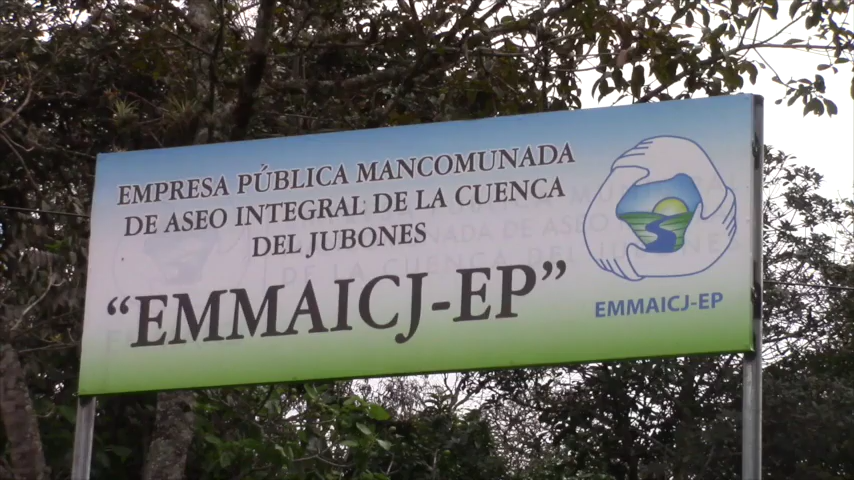 EMPRESA PÚBLICA MANCOMUNADA
DE ASEO INTEGRAL DE LA CUENCA
DEL JUBONES
“EMMAICJ-EP”
EMMAICJ-EP